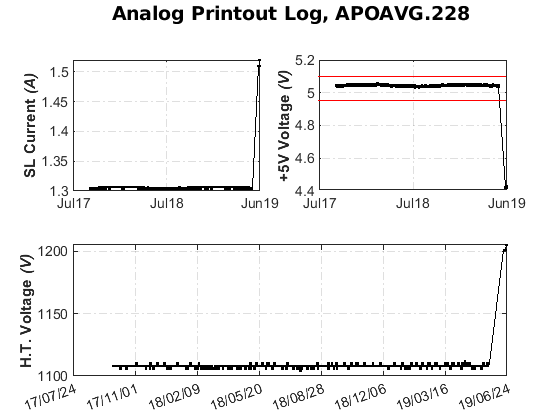 Analog Printout Log, APOAVG.228
SL Current (A)
1.5
1.45
1.4
1.35
1.3
Jul17 Jul18 Jun19
+5V Voltage (V)
5.2
5
4.8
4.6
4.4
Jul17 Jul18 Jun19
H.T. Voltage (V)
1200
1150
1100
17/07/24 17/11/01 18/02/09 18/05/20 18/08/28 18/12/06 19/03/16 19/06/24